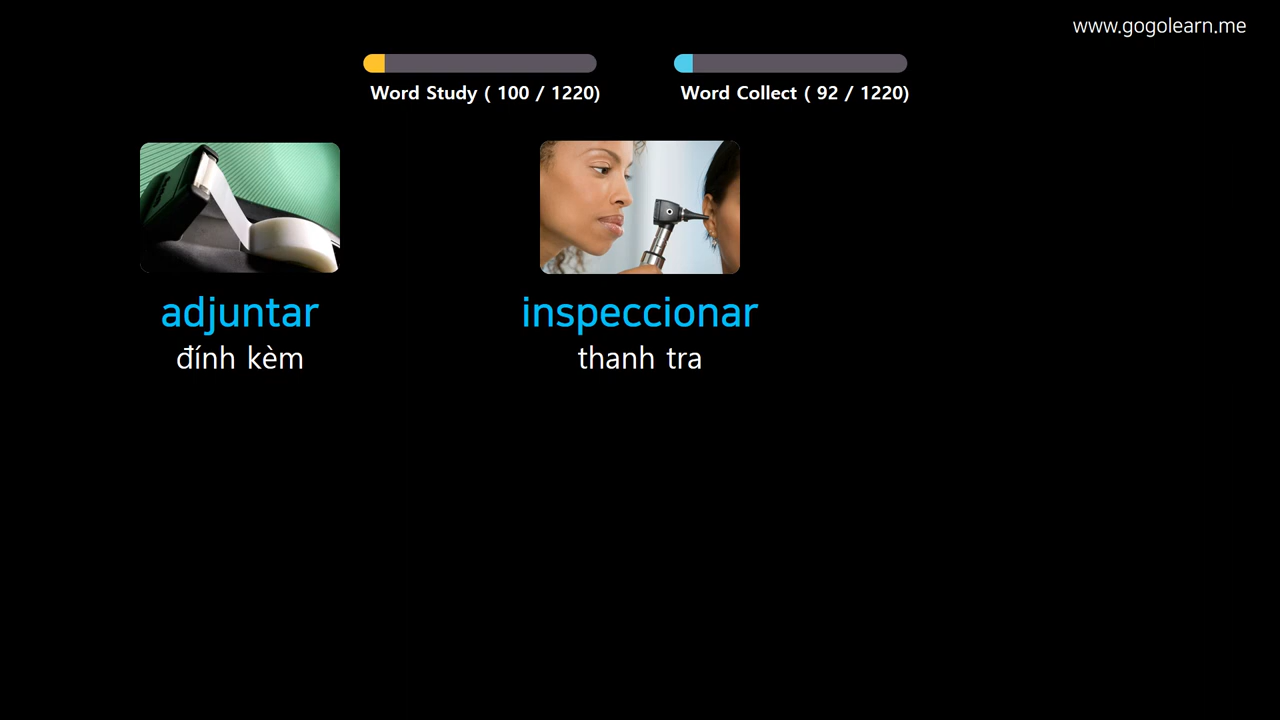 www.gogolearn.me
Word Study ( 100 / 1220)
Word Collect ( 92 / 1220)
adjuntar
đính kèm
inspeccionar
thanh tra